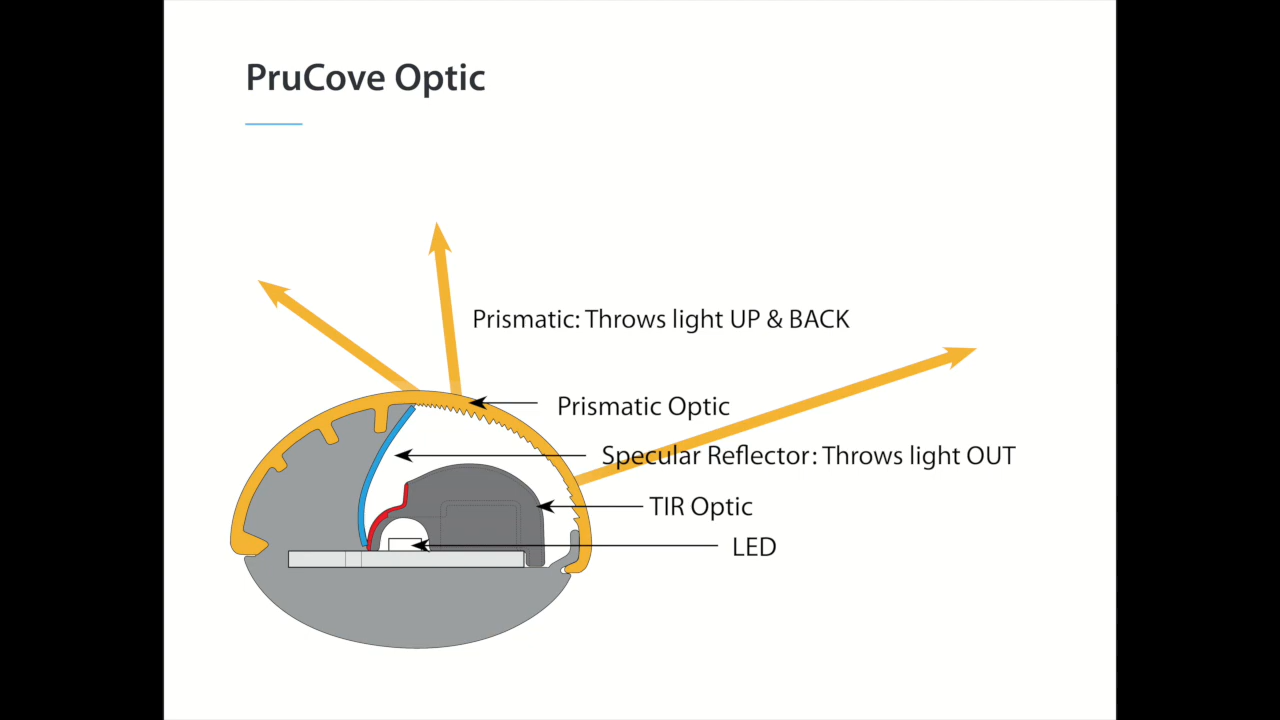 PruCove Optic
Prismatic: Throws light UP & BACK
Prismatic Optic
Specular Reflector: Throws light OUT
TIR Optic
LED